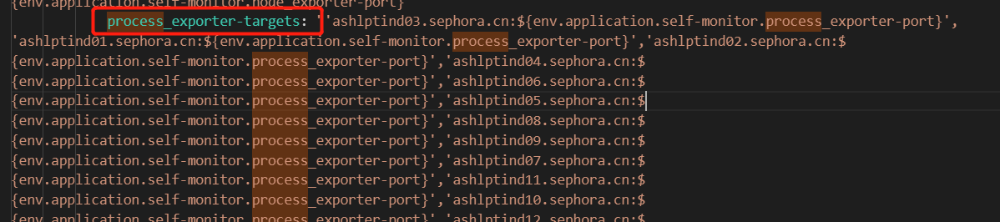 {env.application.self-monitor.node_exporter-port}
process_exporter-targets: ''ashlptind03.sephora.cn:${env.application.self-monitor.process_exporter-port}',
'ashlptind01.sephora.cn:${env.application.self-monitor.process_exporter-port}','ashlptind02.sephora.cn:$
{env.application.self-monitor.process_exporter-port}','ashlptind04.sephora.cn:$
{env.application.self-monitor.process_exporter-port}','ashlptind06.sephora.cn:$
{env.application.self-monitor.process_exporter-port}','ashlptind05.sephora.cn:$
{env.application.self-monitor.process_exporter-port}','ashlptind08.sephora.cn:$
{env.application.self-monitor.process_exporter-port}','ashlptind09.sephora.cn:$
{env.application.self-monitor.process_exporter-port}','ashlptind07.sephora.cn:$
{env.application.self-monitor.process_exporter-port}','ashlptind11.sephora.cn:$
{env.application.self-monitor.process_exporter-port}','ashlptind10.sephora.cn:$
{env.application.self-monitor.process_exporter-port}','ashlptind12.sephora.cn:$